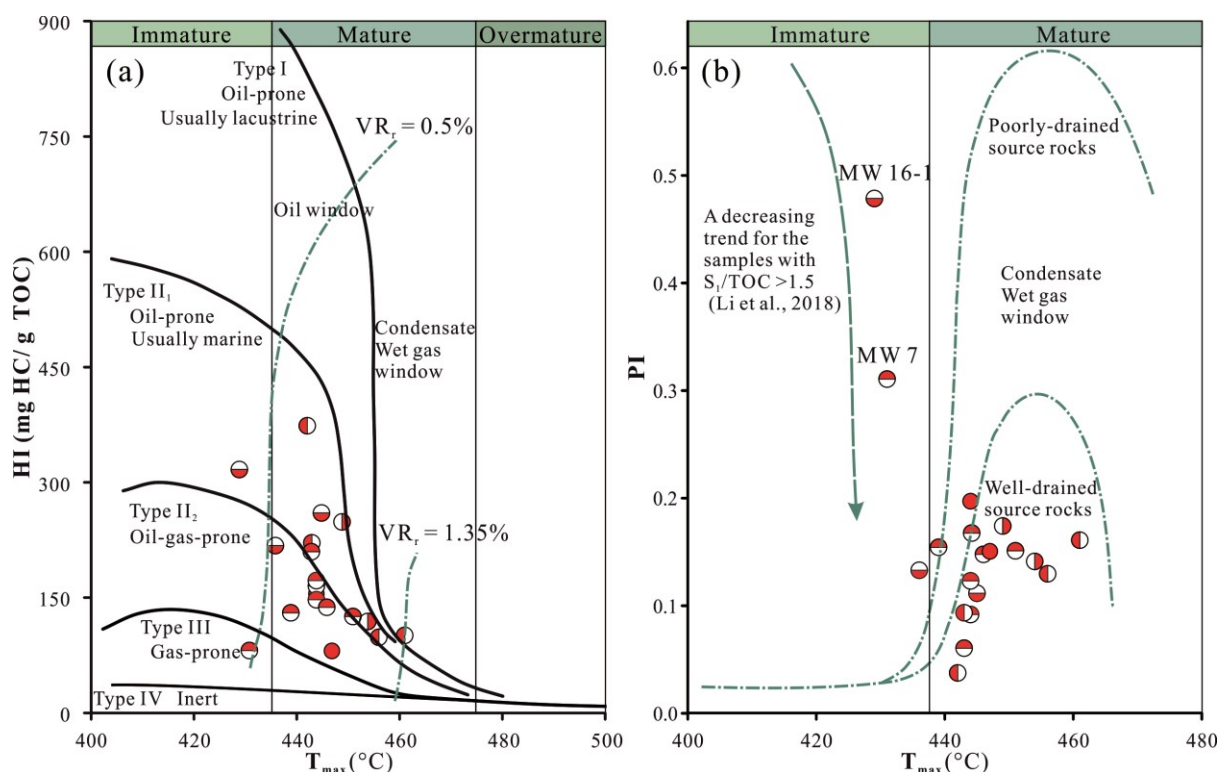 Immature
Mature
Overmature
(a)
Type I
Oil-prone
Usually lacustrine
VRr = 0.5%
Oil window
Type II1
Oil-prone
Usually marine
Condensate
Wet gas
window
Type II2
Oil-gas-prone
VRr = 1.35%
Type III
Gas-prone
Type IV Inert
HI (mg HC/ g TOC)
900
750
600
450
300
150
0
400
420
440
460
480
500
Tmax (°C)
Immature
Mature
(b)
Poorly-drained
source rocks
MW 16-1
A decreasing
trend for the
samples with
S1/TOC >1.5
(Li et al., 2018)
Condensate
Wet gas
window
MW 7
Well-drained
source rocks
PI
0.6
0.5
0.4
0.3
0.2
0.1
0.0
400
420
440
460
480
Tmax (°C)